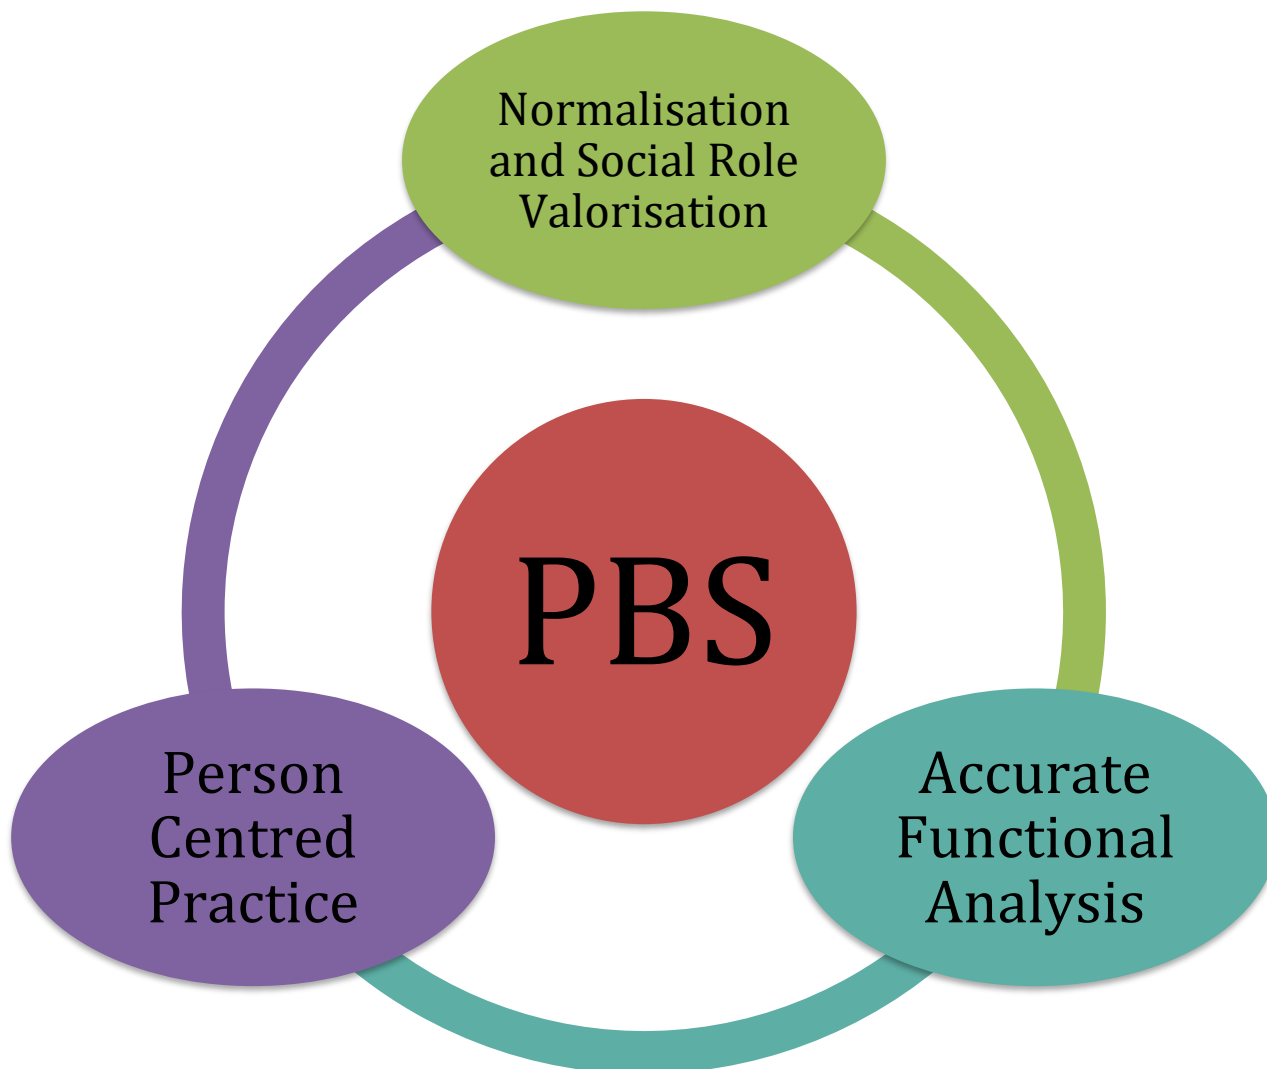 Normalisation
and Social Role
Valorisation
PBS
Person
Centred
Practice
Accurate
Functional
Analysis